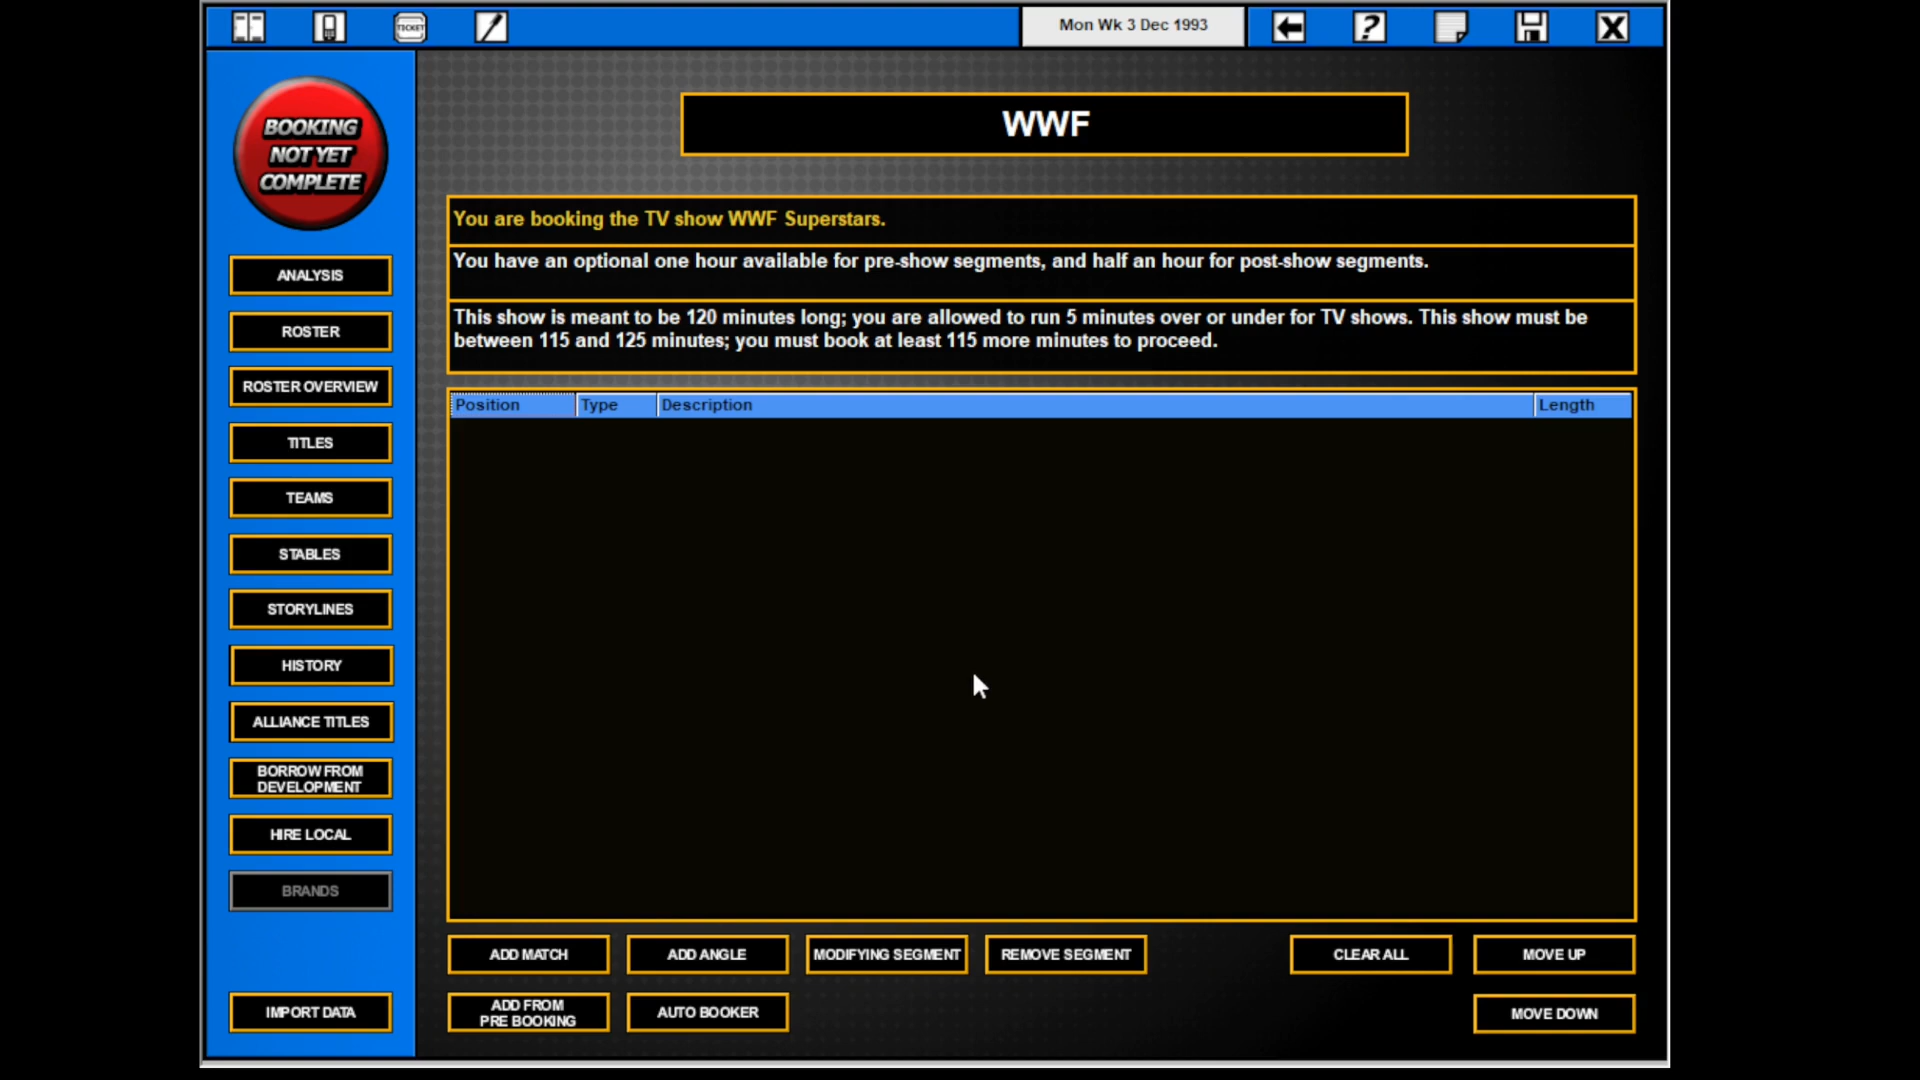 TICKET
Mon Wk 3 Dec 1993
?
X
BOOKING
NOT YET
COMPLETE
WWF
You are booking the TV show WWF Superstars.
You have an optional one hour available for pre-show segments, and half an hour for post-show segments.
This show is meant to be 120 minutes long; you are allowed to run 5 minutes over or under for TV shows. This show must be
between 115 and 125 minutes; you must book at least 115 more minutes to proceed.
ANALYSIS
ROSTER
ROSTER OVERVIEW
TITLES
TEAMS
STABLES
STORYLINES
HISTORY
ALLIANCE TITLES
BORROW FROM
DEVELOPMENT
HIRE LOCAL
BRANDS
IMPORT DATA
Position Type Description Length
ADD MATCH
ADD ANGLE
MODIFYING SEGMENT
REMOVE SEGMENT
CLEAR ALL
MOVE UP
ADD FROM
PRE BOOKING
AUTO BOOKER
MOVE DOWN